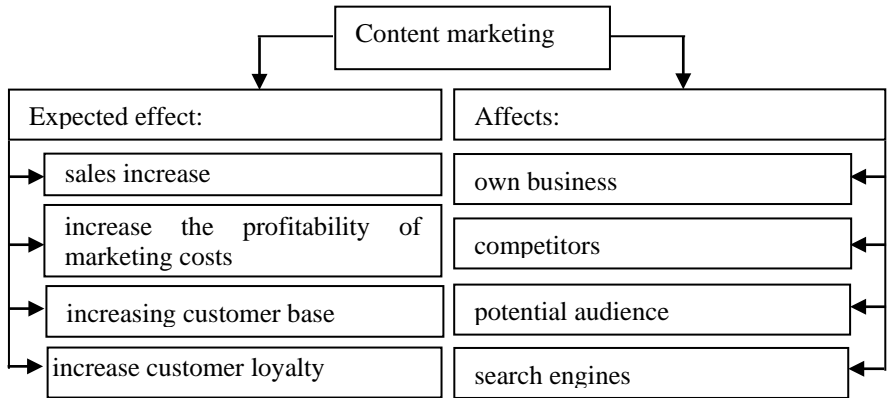 Content marketing
Expected effect:
sales increase
increase the profitability of
marketing costs
increasing customer base
increase customer loyalty
Affects:
own business
competitors
potential audience
search engines